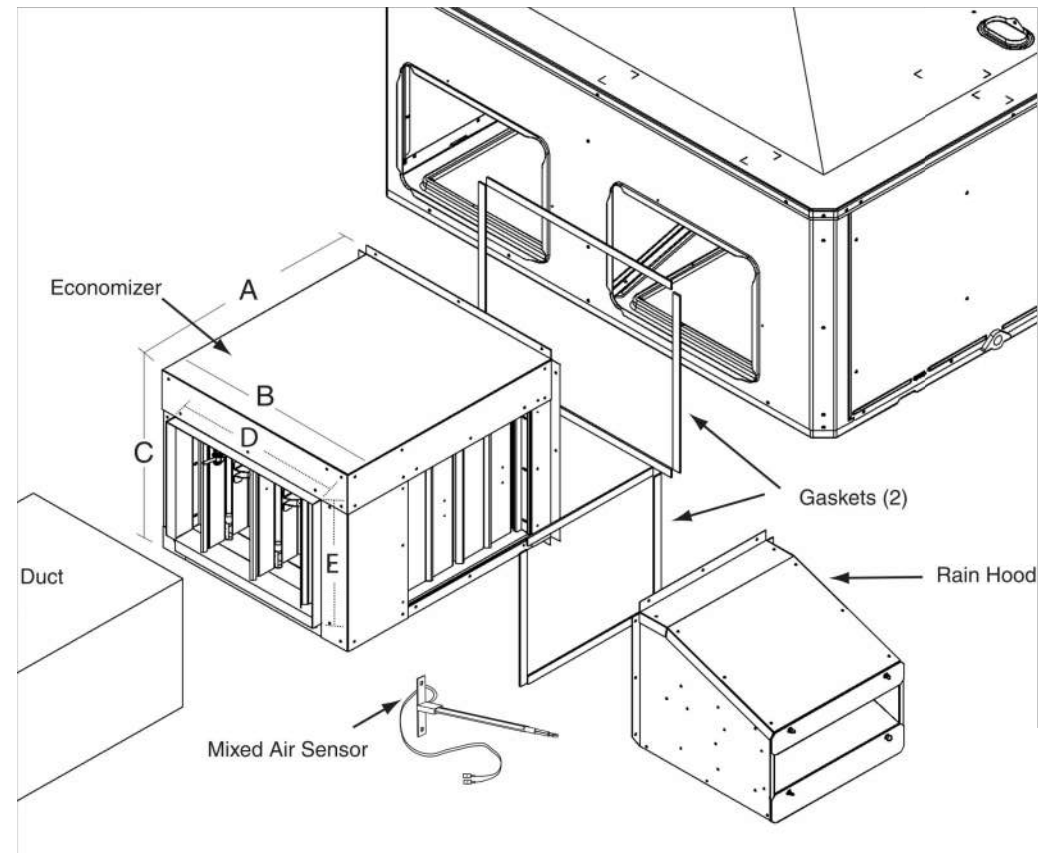 Economizer
A
B
C
D
E
Duct
Gaskets (2)
Rain Hood
Mixed Air Sensor